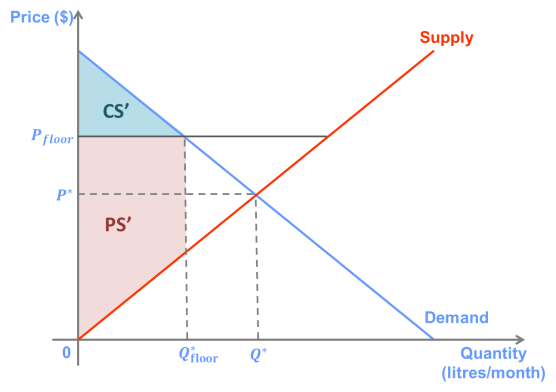 Price ($)
Supply
CS’
P_floor
P*
PS’
Demand
0
Q*_floor
Q*
Quantity
(litres/month)